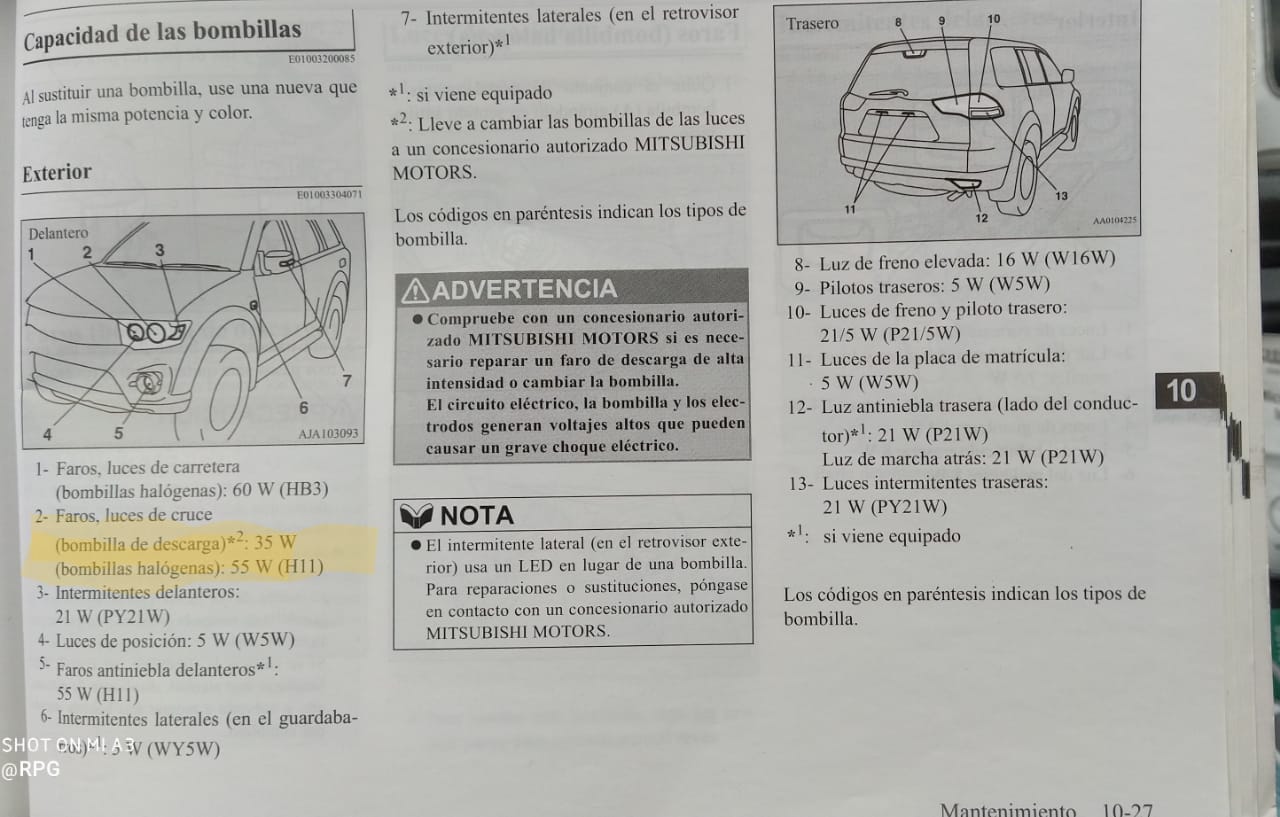 Capacidad de las bombillas
E01003200085
Al sustituir una bombilla, use una nueva que
tenga la misma potencia y color.
Exterior
E01003304071
Delantero
1
2
3
4
5
6
7
AJA103093
1- Faros, luces de carretera
(bombillas halógenas): 60 W (HB3)
2- Faros, luces de cruce
(bombilla de descarga)*2: 35 W
(bombillas halógenas): 55 W (H11)
3- Intermitentes delanteros:
21 W (PY21W)
4- Luces de posición: 5 W (W5W)
5- Faros antiniebla delanteros*1:
55 W (H11)
6- Intermitentes laterales (en el guardaba-
: 5 W (WY5W)
SHOT ON MI A3
@RPG
7- Intermitentes laterales (en el retrovisor
exterior)*1
*1: si viene equipado
*2: Lleve a cambiar las bombillas de las luces
a un concesionario autorizado MITSUBISHI
MOTORS.
Los códigos en paréntesis indican los tipos de
bombilla.
ADVERTENCIA
● Compruebe con un concesionario autori-
zado MITSUBISHI MOTORS si es nece-
sario reparar un faro de descarga de alta
intensidad o cambiar la bombilla.
El circuito eléctrico, la bombilla y los elec-
trodos generan voltajes altos que pueden
causar un grave choque eléctrico.
NOTA
● El intermitente lateral (en el retrovisor exte-
rior) usa un LED en lugar de una bombilla.
Para reparaciones o sustituciones, póngase
en contacto con un concesionario autorizado
MITSUBISHI MOTORS.
Trasero
8
9
10
11
12
13
AA0104225
8- Luz de freno elevada: 16 W (W16W)
9- Pilotos traseros: 5 W (W5W)
10- Luces de freno y piloto trasero:
21/5 W (P21/5W)
11- Luces de la placa de matrícula:
5 W (W5W)
12- Luz antiniebla trasera (lado del conduc-
tor)*1: 21 W (P21W)
Luz de marcha atrás: 21 W (P21W)
13- Luces intermitentes traseras:
21 W (PY21W)
*1: si viene equipado
Los códigos en paréntesis indican los tipos de
bombilla.
10
Mantenimiento 10-27